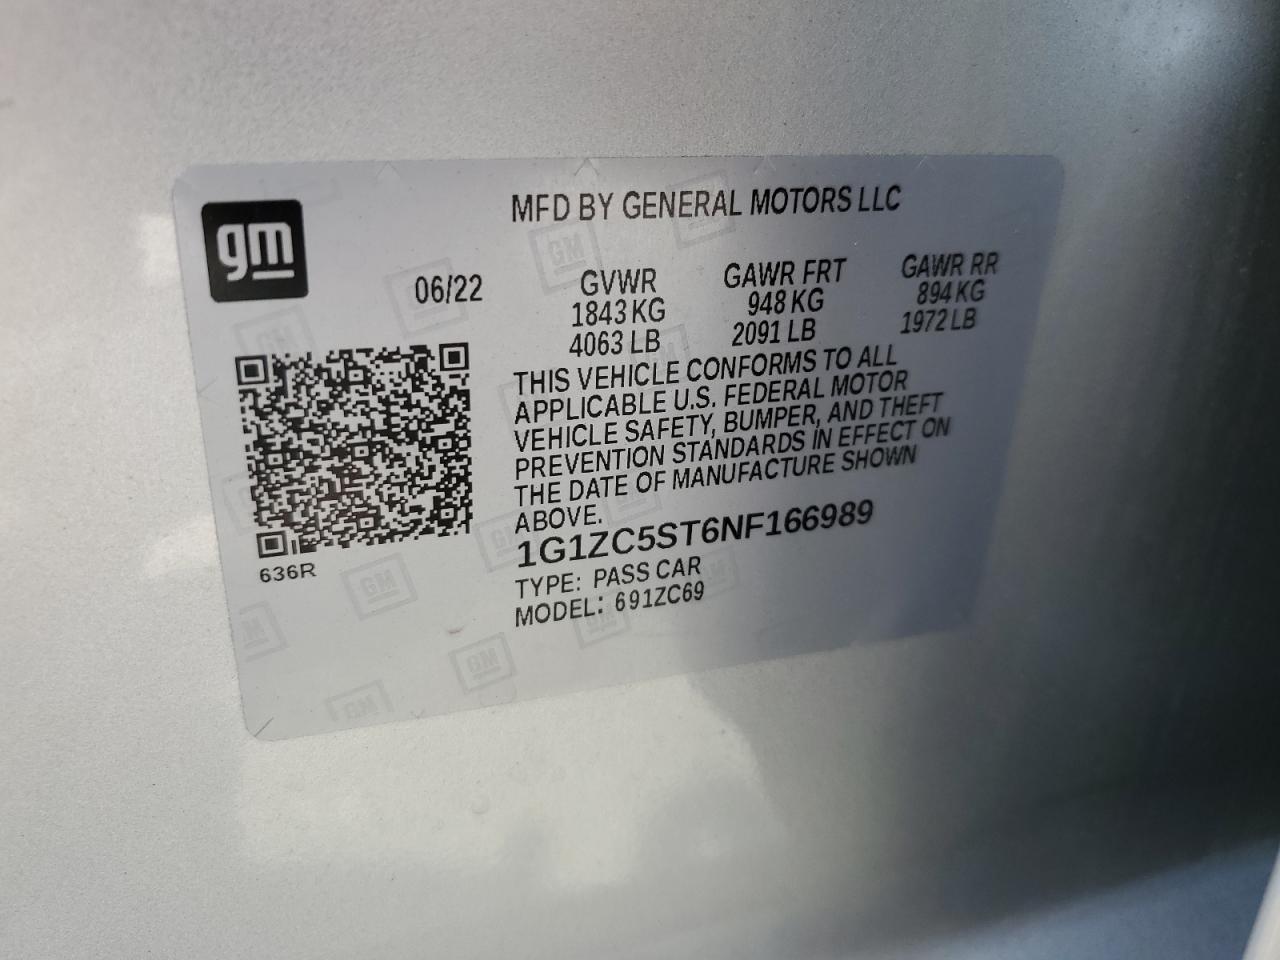 gm
MFD BY GENERAL MOTORS LLC
06/22
GVWR GAWR FRT GAWR RR
1843 KG 948 KG 894 KG
4063 LB 2091 LB 1972 LB
THIS VEHICLE CONFORMS TO ALL
APPLICABLE U.S. FEDERAL MOTOR
VEHICLE SAFETY, BUMPER, AND THEFT
PREVENTION STANDARDS IN EFFECT ON
THE DATE OF MANUFACTURE SHOWN
ABOVE.
1G1ZC5ST6NF166989
TYPE: PASS CAR
MODEL: 691ZC69
636R